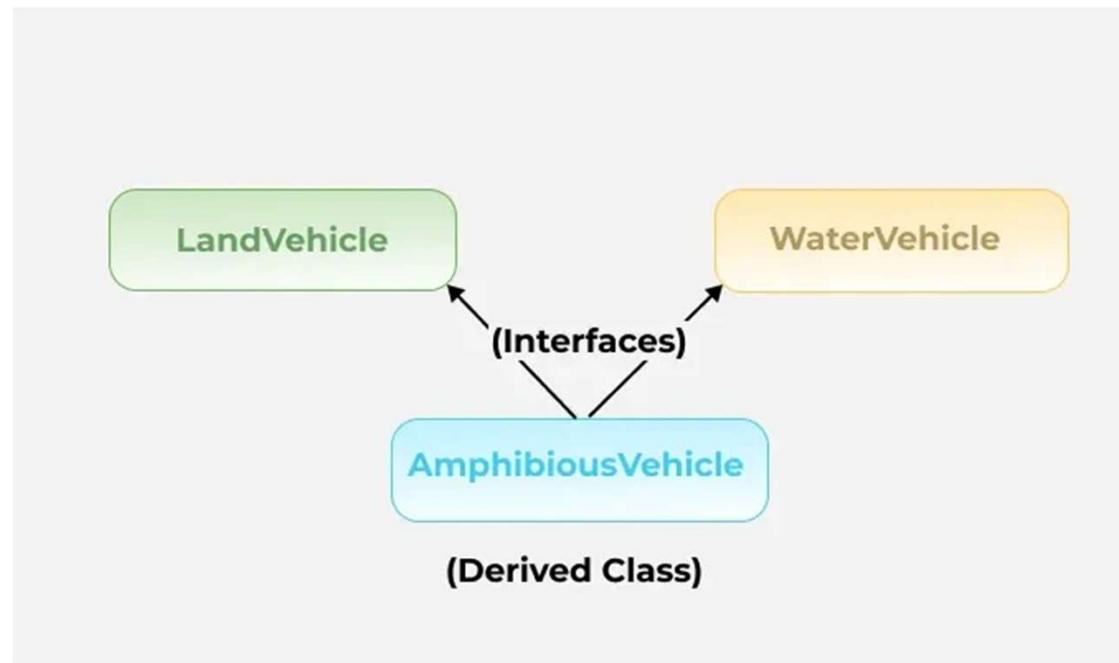 LandVehicle
WaterVehicle
(Interfaces)
AmphibiousVehicle
(Derived Class)